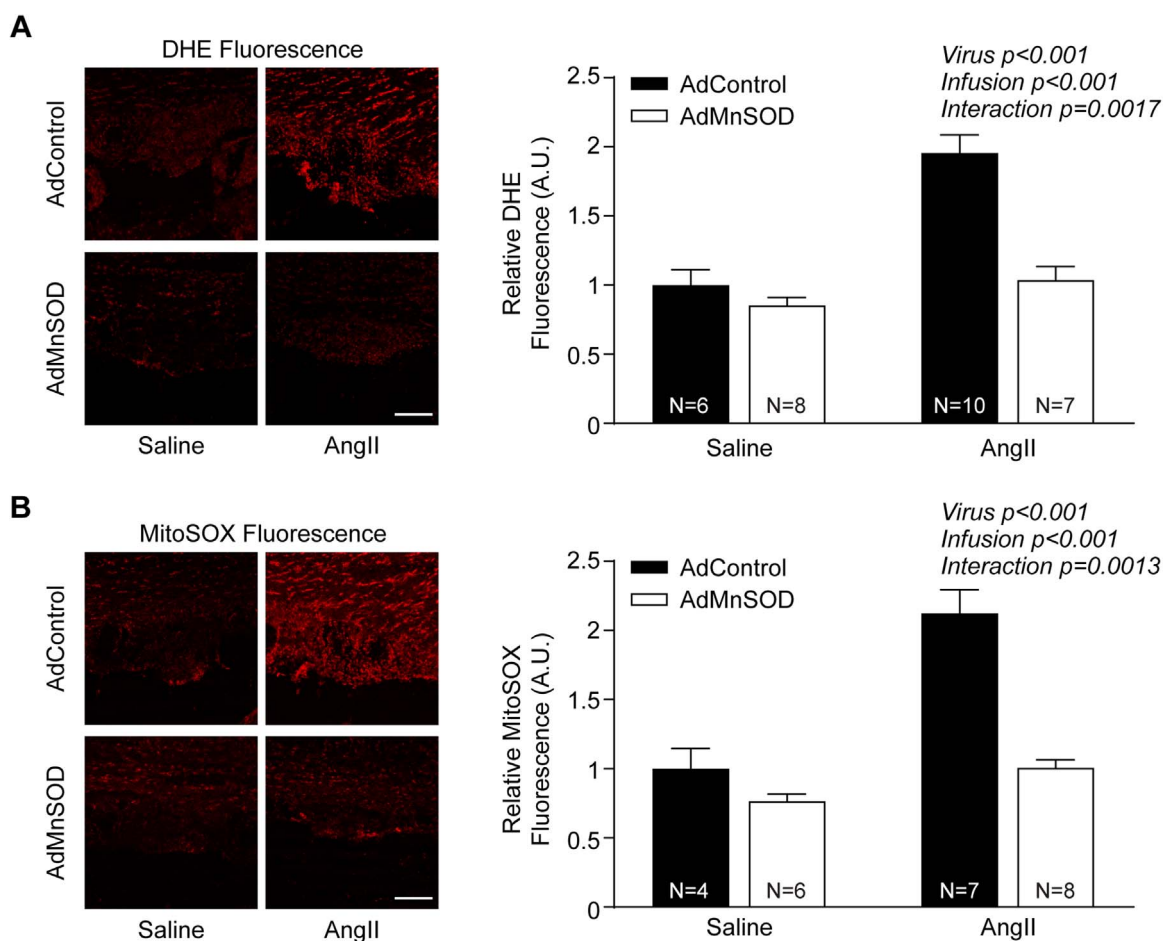 A
DHE Fluorescence
AdControl
AdMnSOD
Saline
AngII
Virus p<0.001
Infusion p<0.001
Interaction p=0.0017
AdControl
AdMnSOD
Relative DHE
Fluorescence (A.U.)
2.5
2
1.5
1
0.5
0
N=6
N=8
N=10
N=7
Saline
AngII
B
MitoSOX Fluorescence
AdControl
AdMnSOD
Saline
AngII
Virus p<0.001
Infusion p<0.001
Interaction p=0.0013
AdControl
AdMnSOD
Relative MitoSOX
Fluorescence (A.U.)
2.5
2
1.5
1
0.5
0
N=4
N=6
N=7
N=8
Saline
AngII